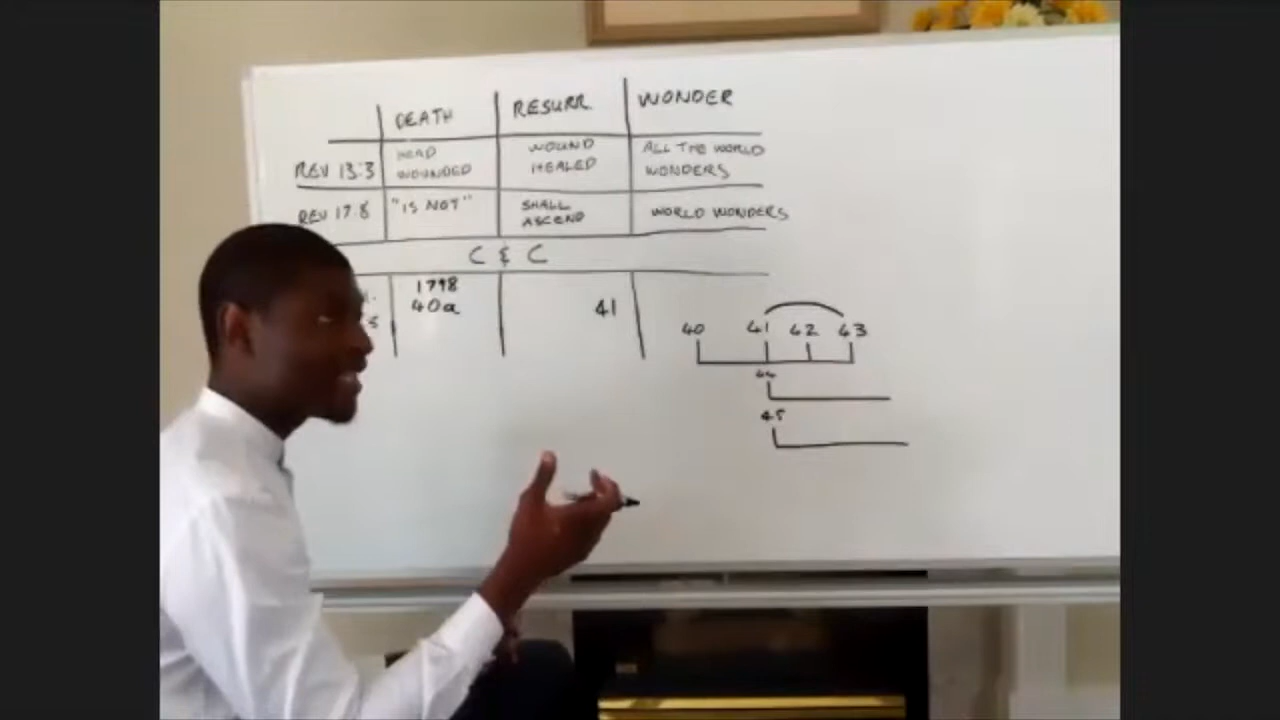 DEATH RESURR WONDER
REV 13:3 HEAD WOUNDED WOUND HEALED ALL THE WORLD WONDERS
REV 17:8 "IS NOT" SHALL ASCEND WORLD WONDERS
C & C
1798
40a 41
40 41 42 43
44
45